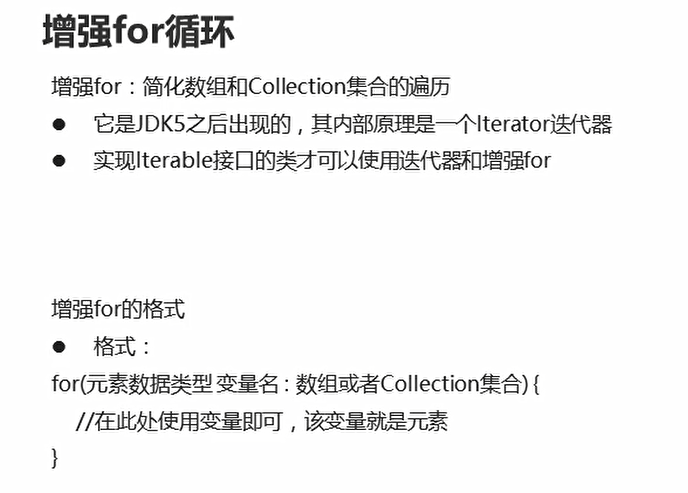 增强for循环
增强for：简化数组和Collection集合的遍历
● 它是JDK5之后出现的，其内部原理是一个Iterator迭代器
● 实现Iterable接口的类才可以使用迭代器和增强for
增强for的格式
● 格式：
for(元素数据类型 变量名 : 数组或者Collection集合) {
//在此处使用变量即可，该变量就是元素
}